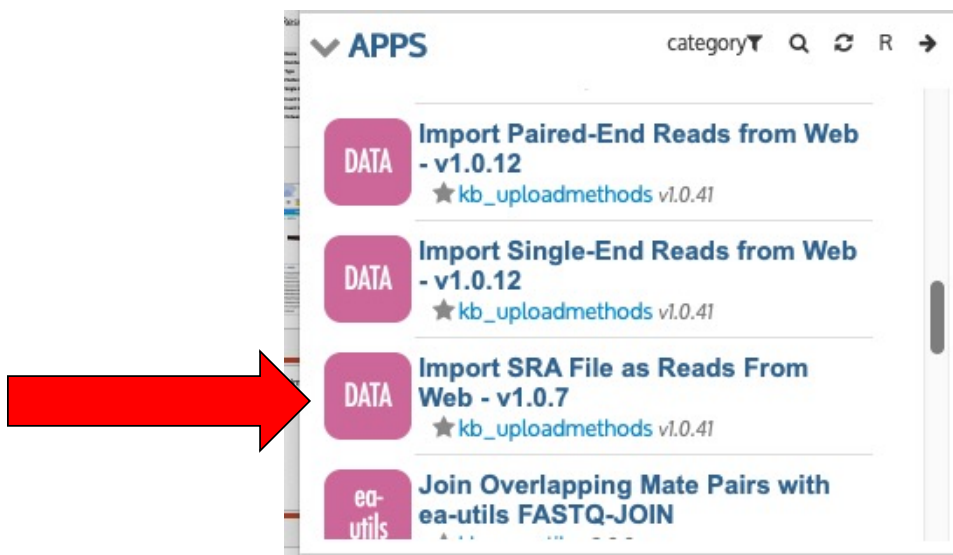 APPS category R
DATA
Import Paired-End Reads from Web
- v1.0.12
kb_uploadmethods v1.0.41
DATA
Import Single-End Reads from Web
- v1.0.12
kb_uploadmethods v1.0.41
DATA
Import SRA File as Reads From
Web - v1.0.7
kb_uploadmethods v1.0.41
ea-
utils
Join Overlapping Mate Pairs with
ea-utils FASTQ-JOIN